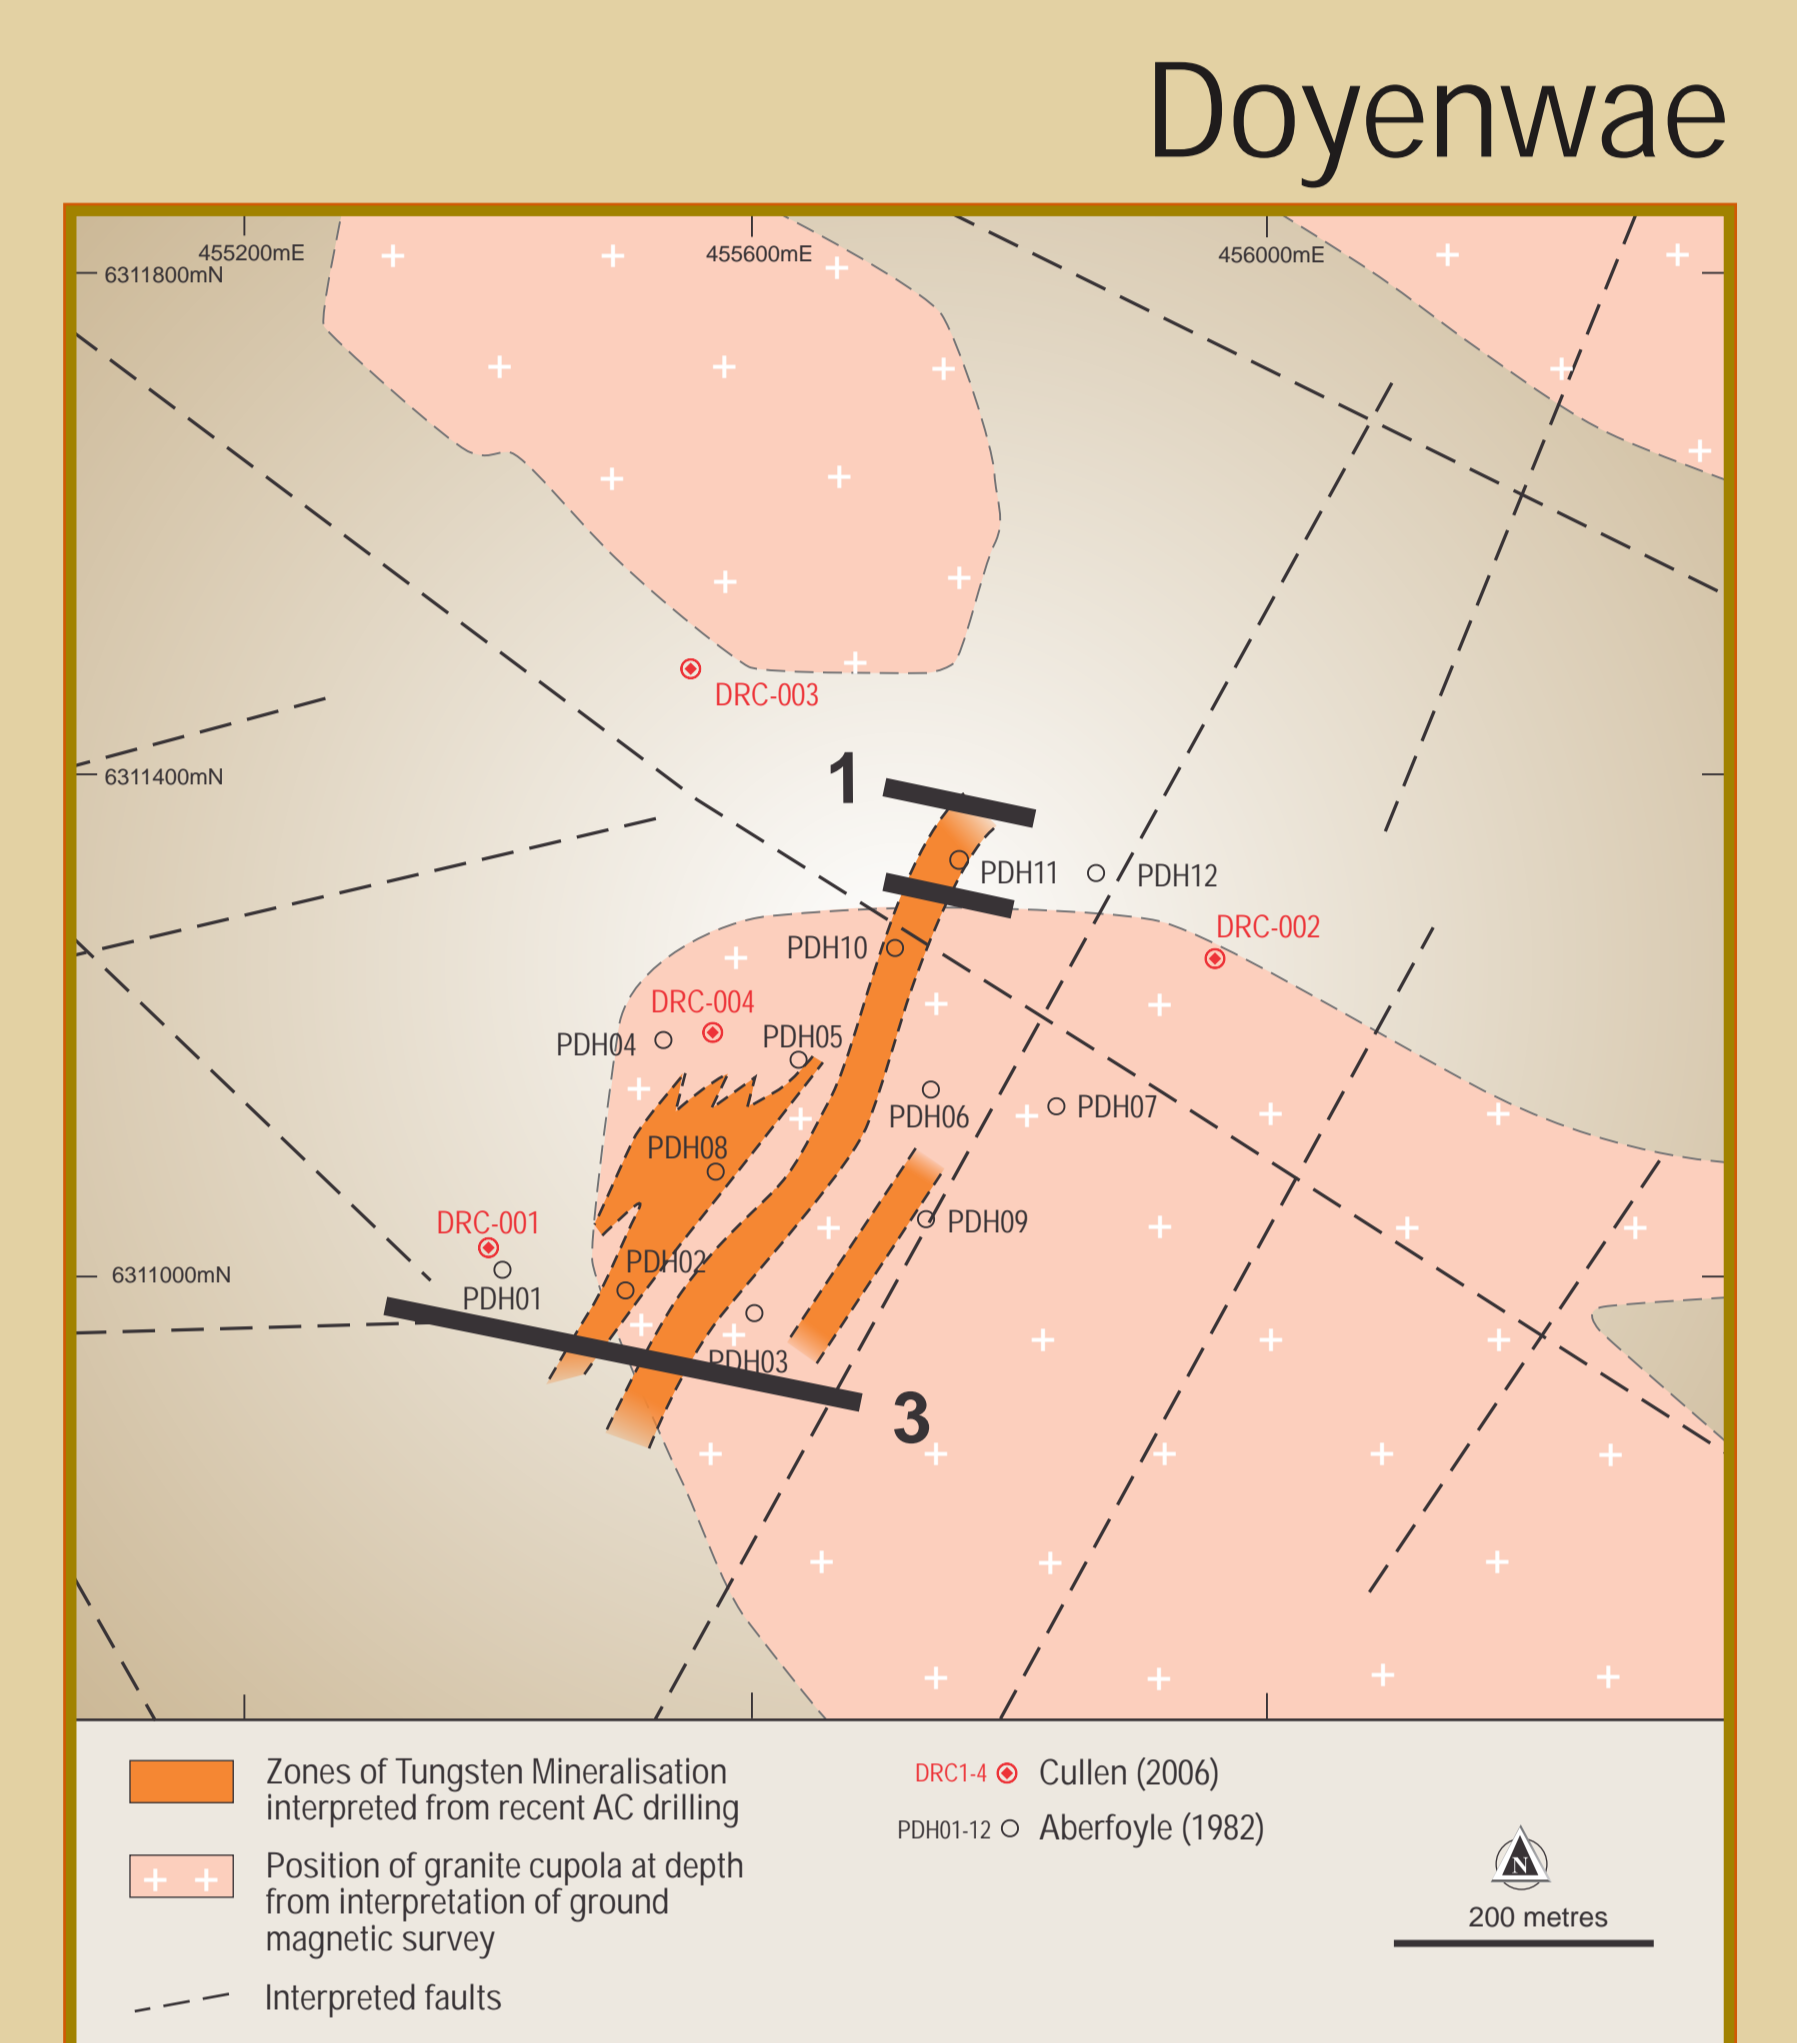 Doyenwae
455200mE
455600mE
456000mE
6311800mN
DRC-003
1
6311400mN
PDH11
PDH12
DRC-002
PDH10
DRC-004
PDH04
PDH05
PDH06
PDH07
PDH08
DRC-001
PDH09
PDH02
6311000mN
PDH01
PDH03
3
Zones of Tungsten Mineralisation
interpreted from recent AC drilling
Position of granite cupola at depth
from interpretation of ground
magnetic survey
Interpreted faults
DRC1-4 Cullen (2006)
PDH01-12 Aberfoyle (1982)
N
200 metres